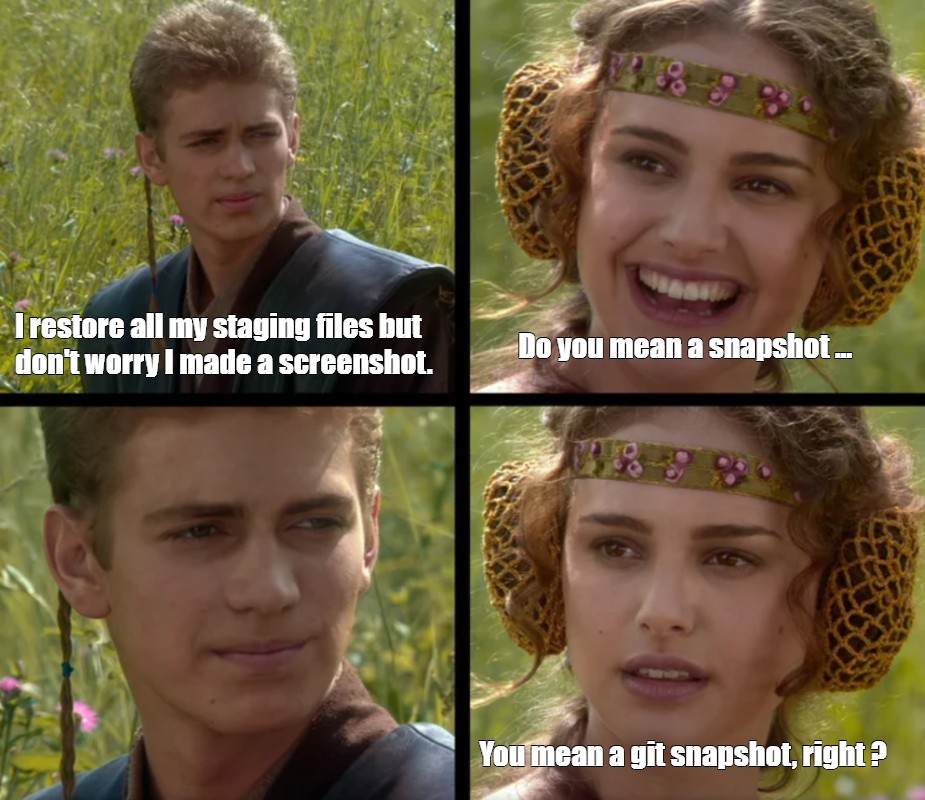 I restore all my staging files but
don't worry I made a screenshot.
Do you mean a snapshot ...
You mean a git snapshot, right ?